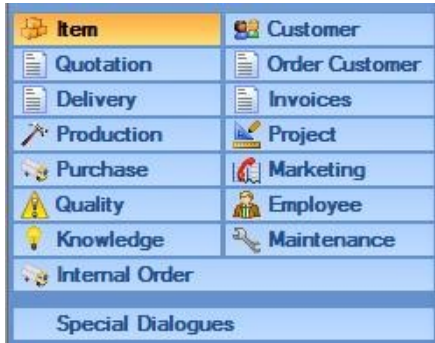 Item Customer
Quotation Order Customer
Delivery Invoices
Production Project
Purchase Marketing
Quality Employee
Knowledge Maintenance
Internal Order
Special Dialogues